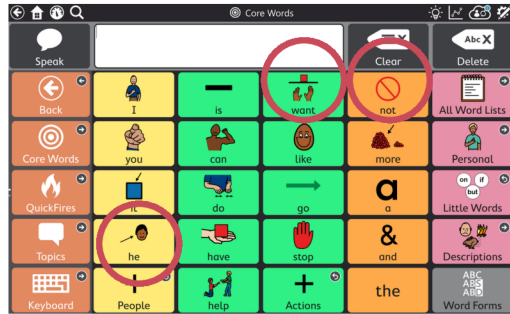 Core Words
Speak
Clear
Abc X
Delete
Back
I
is
want
not
All Word Lists
Core Words
you
can
like
more
Personal
on if
but
QuickFires
it
do
go
a
a
Little Words
Topics
he
have
stop
&
and
Descriptions
ABC
ABS
ABD
Keyboard
People
help
Actions
the
Word Forms